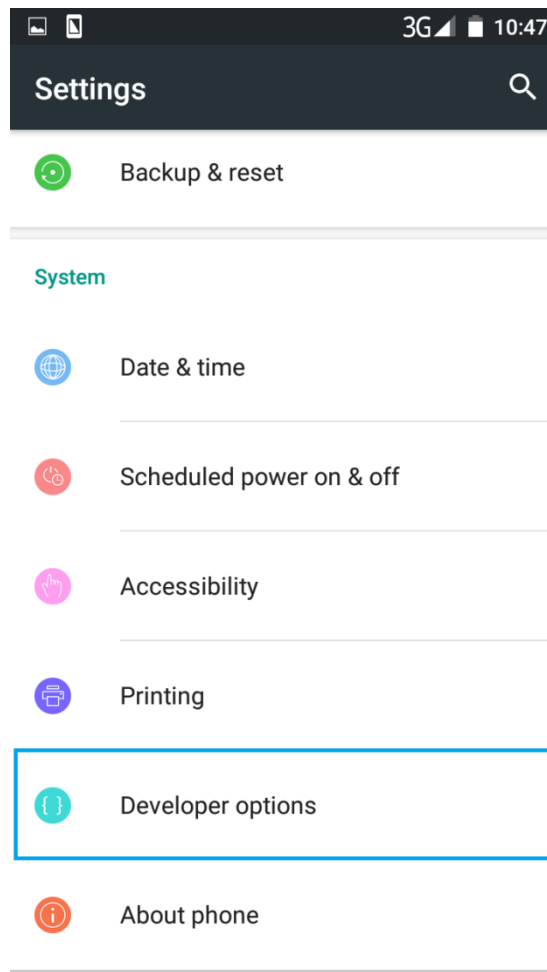 3G 10:47
Settings
Backup & reset
System
Date & time
Scheduled power on & off
Accessibility
Printing
{ } Developer options
About phone